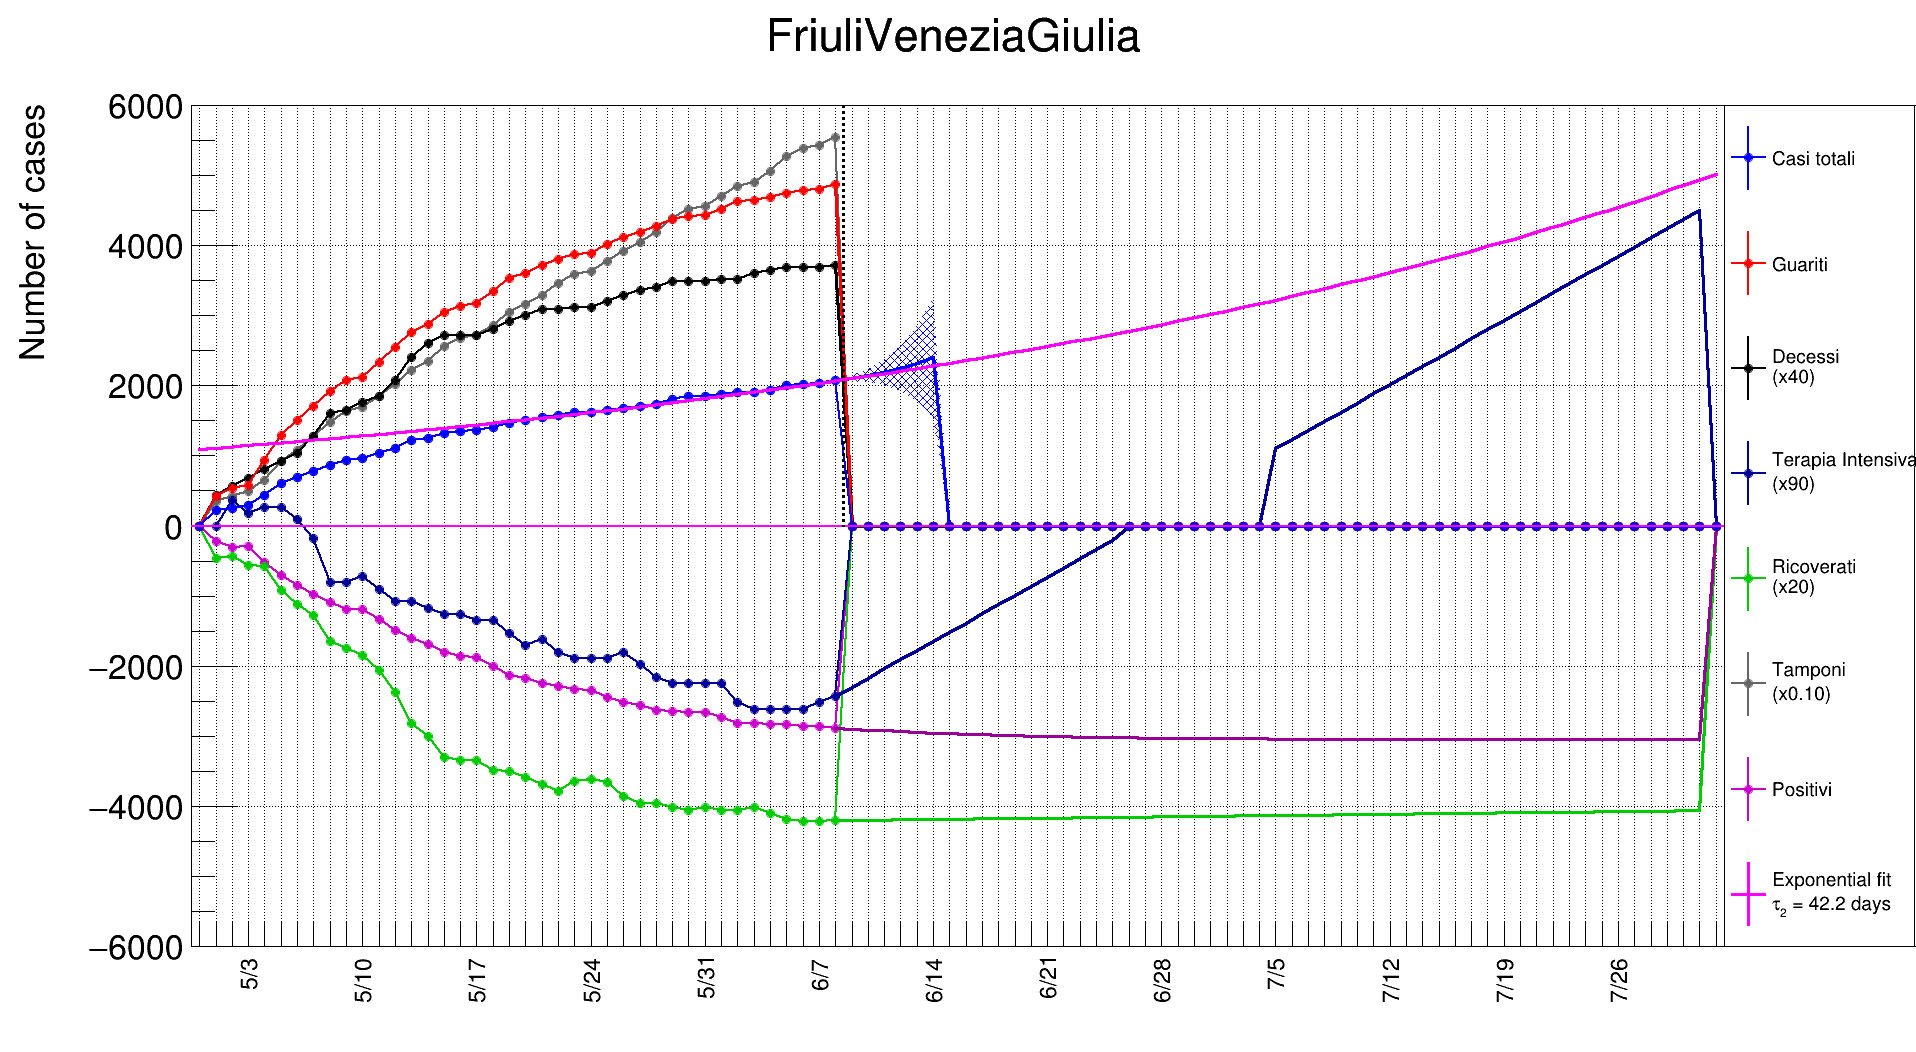 FriuliVeneziaGiulia
Number of cases
6000
4000
2000
0
−2000
−4000
−6000
5/3
5/10
5/17
5/24
5/31
6/7
6/14
6/21
6/28
7/5
7/12
7/19
7/26
Casi totali
Guariti
Decessi
(x40)
Terapia Intensiva
(x90)
Ricoverati
(x20)
Tamponi
(x0.10)
Positivi
Exponential fit
τ2 = 42.2 days